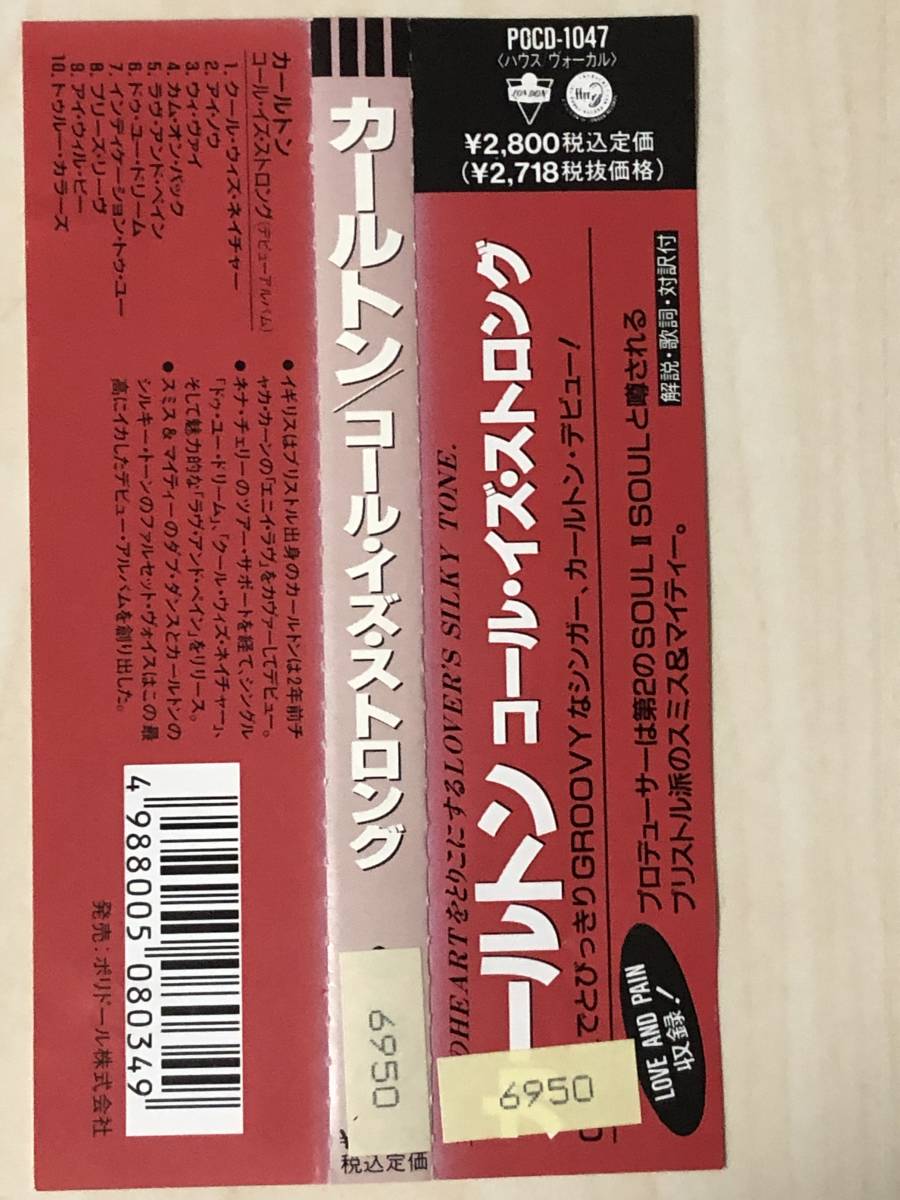 POCD-1047
〈ハウス/ヴォーカル〉
LONDON
ffrr
¥2,800税込定価
(¥2,718税抜価格)
解説・歌詞・対訳付
プロデューサーは第2のSOUL II SOULと噂される
ブリストル派のスミス&マイティー。
LOVE AND PAIN
収録!
でとびっきりGROOVYなシンガー、カールトン・デビュー!
ールトン コール・イズ・ストロング
HEARTをとりこにするLOVER'S SILKY TONE.
6950
カールトン/コール・イズ・ストロング
6950
税込定価
カールトン
コール・イズ・ストロング(デビューアルバム)
1. クール・ウィズ・ネイチャー
2. アイ・ノウ
3. ウィ・ヴァイ
4. カム・オン・バック
5. ラヴ・アンド・ペイン
6. ドゥ・ユー・ドリーム
7. インディケーション・トゥ・ユー
8. プリーズ・リーヴ
9. アイ・ウィル・ビー
10. トゥルー・カラーズ
●イギリスはブリストル出身のカールトンは2年前チ
ャカ・カーンの「エニイ・ラヴ」をカヴァーしてデビュー。
●ネナ・チェリーのツアー・サポートを経て、シングル
「ドゥ・ユー・ドリーム」、「クール・ウィズ・ネイチャー」、
そして魅力的な「ラヴ・アンド・ペイン」をリリース。
●スミス&マイティーのダブ・ダンスとカールトンの
シルキー・トーンのファルセット・ヴォイスはこの最
高にイカしたデビュー・アルバムを創り出した。
4 988005 080349
発売:ポリドール株式会社